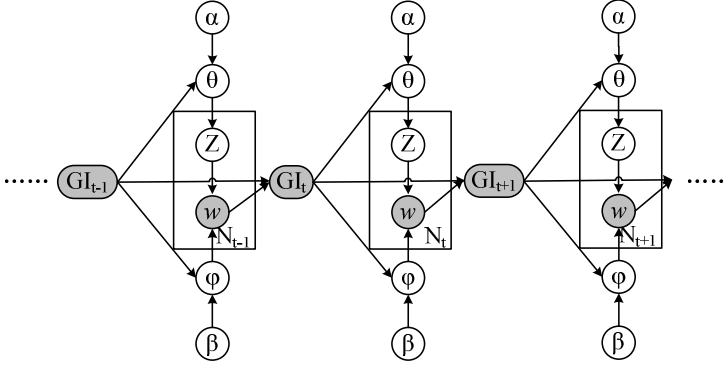 α α α
θ θ θ
Z Z Z
...... GI_{t-1} GI_t GI_{t+1} ......
w w w
N_{t-1} N_t N_{t+1}
φ φ φ
β β β